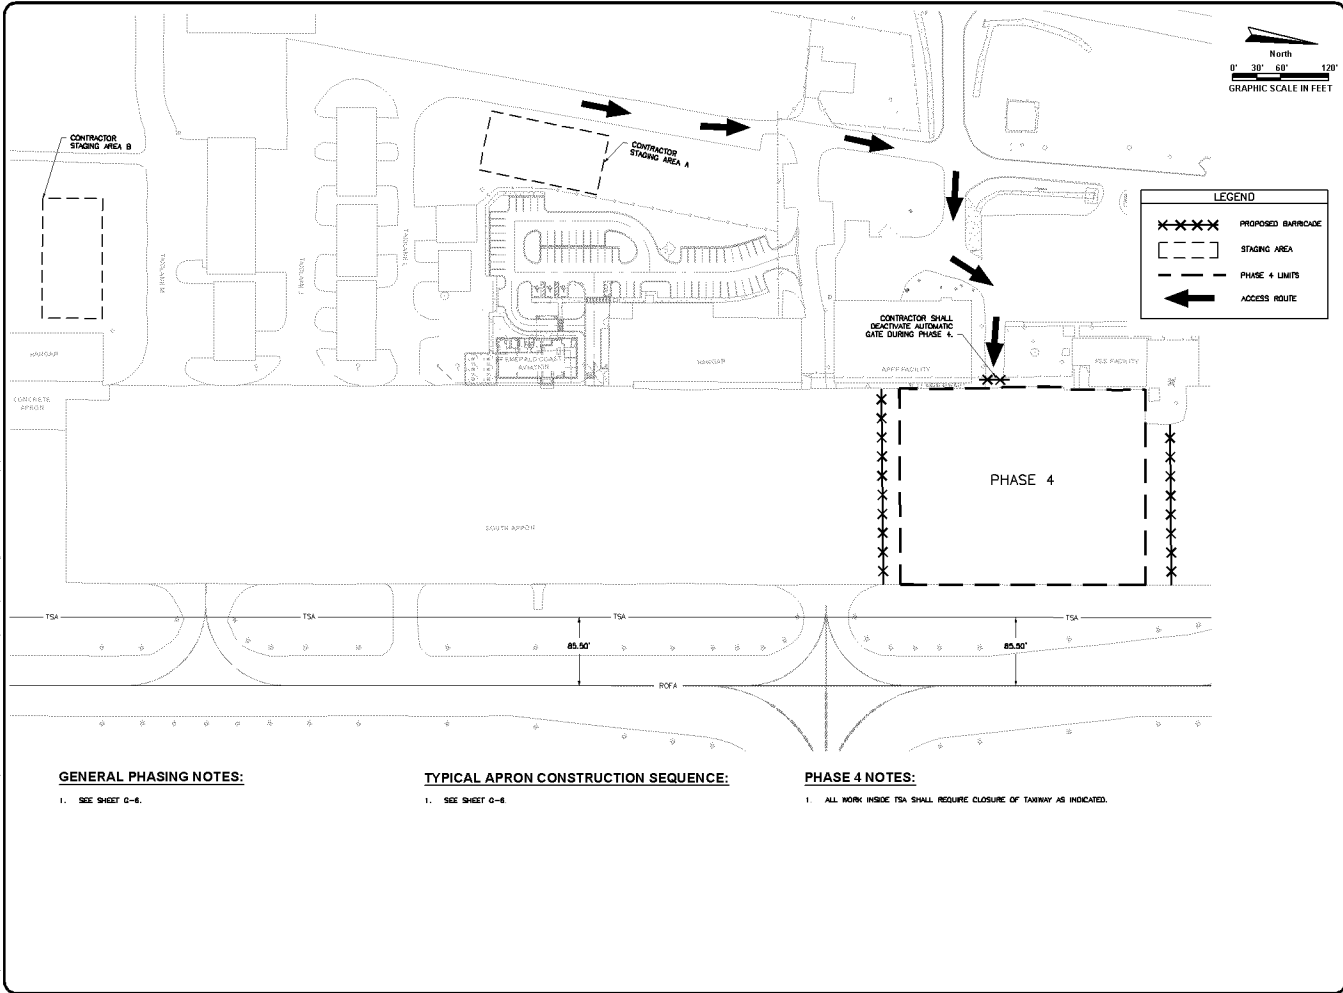 North
0' 30' 60' 120'
GRAPHIC SCALE IN FEET
CONTRACTOR
STAGING AREA B
CONTRACTOR
STAGING AREA A
LEGEND
PROPOSED BARRICADE
STAGING AREA
PHASE 4 LIMITS
ACCESS ROUTE
TAXILANE M
TAXILANE J
TAXILANE L
CONTRACTOR SHALL
DEACTIVATE AUTOMATIC
GATE DURING PHASE 4.
HANGAR
EMERALD COAST
AVIATION
HANGAR
ARFF FACILITY
FACILITY
CONCRETE
APRON
PHASE 4
SOUTH APRON
TSA
TSA
TSA
TSA
85.50'
85.50'
ROFA
GENERAL PHASING NOTES:
1. SEE SHEET G-6.
TYPICAL APRON CONSTRUCTION SEQUENCE:
1. SEE SHEET G-6
PHASE 4 NOTES:
1 ALL WORK INSIDE TSA SHALL REQUIRE CLOSURE OF TAXIWAY AS INDICATED.